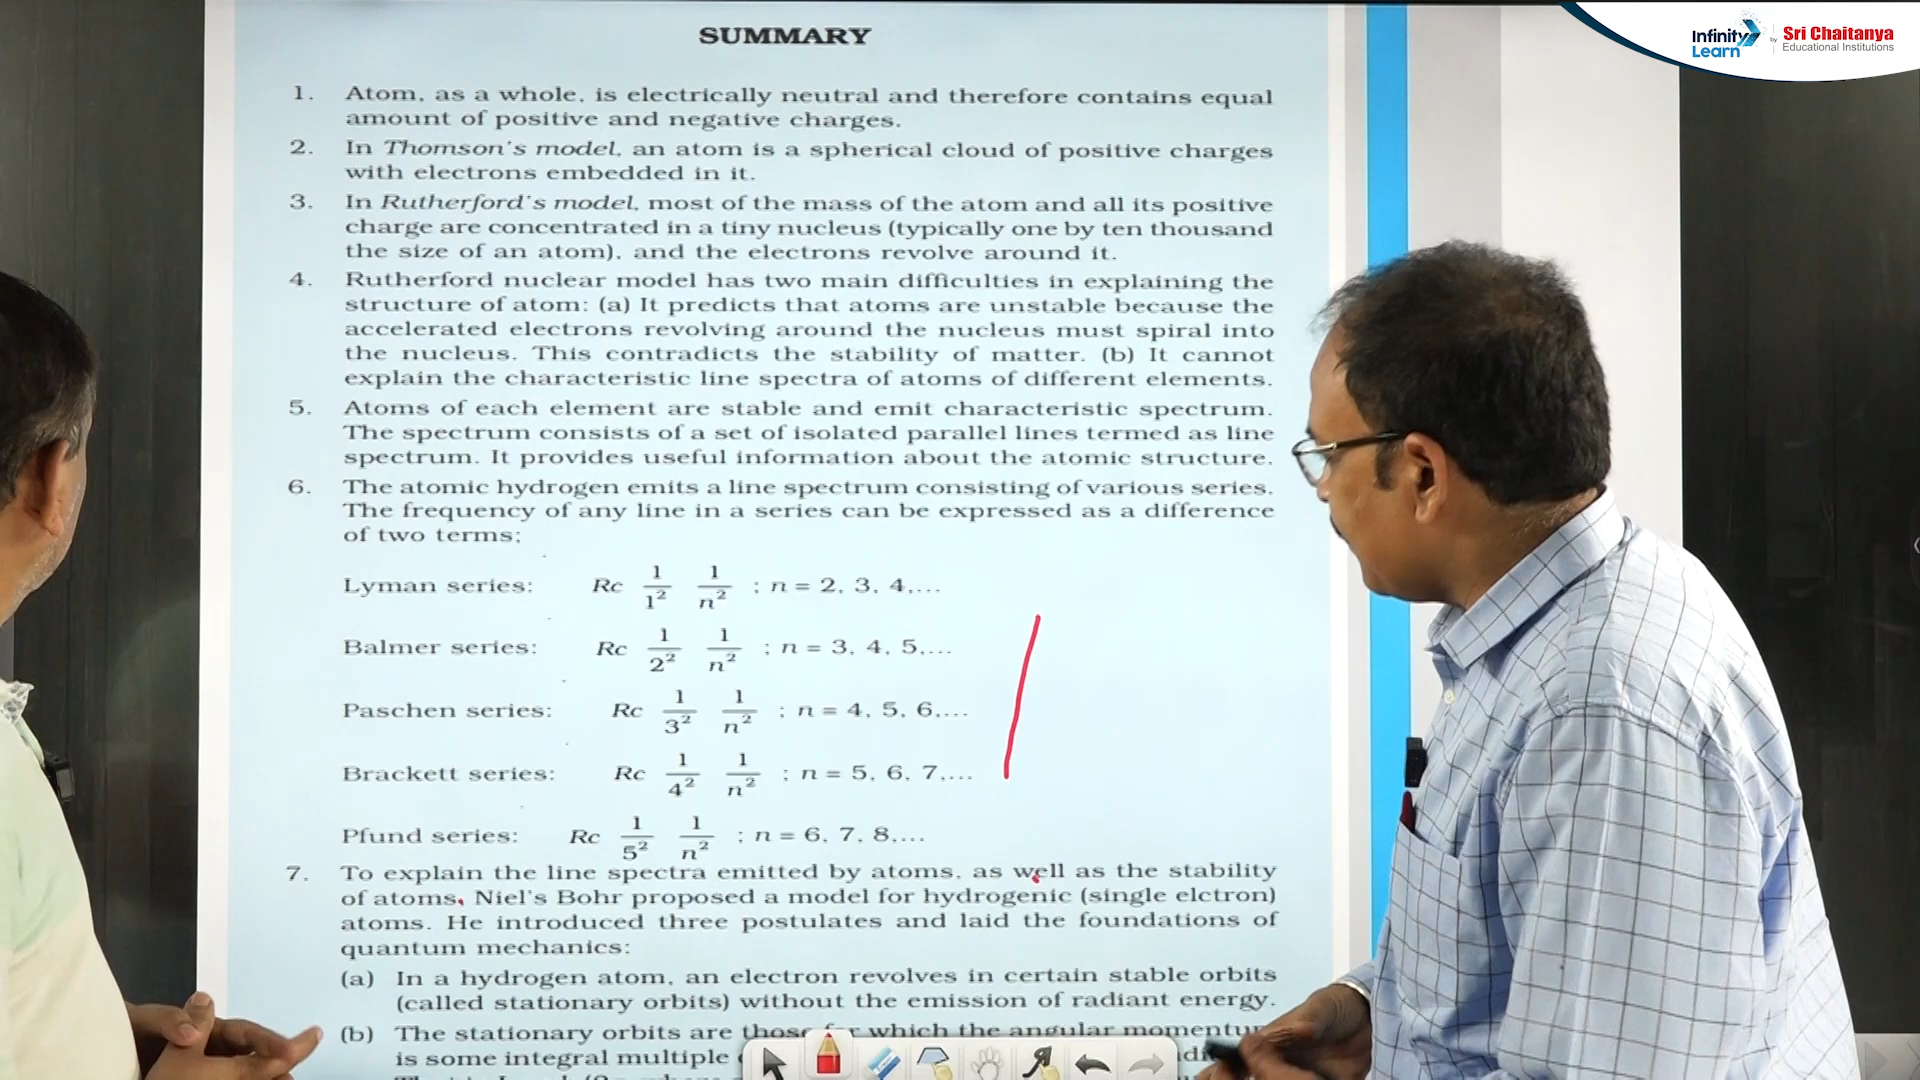 Infinity Learn by Sri Chaitanya
Educational Institutions
SUMMARY
1. Atom, as a whole, is electrically neutral and therefore contains equal
amount of positive and negative charges.
2. In Thomson's model, an atom is a spherical cloud of positive charges
with electrons embedded in it.
3. In Rutherford's model, most of the mass of the atom and all its positive
charge are concentrated in a tiny nucleus (typically one by ten thousand
the size of an atom), and the electrons revolve around it.
4. Rutherford nuclear model has two main difficulties in explaining the
structure of atom: (a) It predicts that atoms are unstable because the
accelerated electrons revolving around the nucleus must spiral into
the nucleus. This contradicts the stability of matter. (b) It cannot
explain the characteristic line spectra of atoms of different elements.
5. Atoms of each element are stable and emit characteristic spectrum.
The spectrum consists of a set of isolated parallel lines termed as line
spectrum. It provides useful information about the atomic structure.
6. The atomic hydrogen emits a line spectrum consisting of various series.
The frequency of any line in a series can be expressed as a difference
of two terms;
Lyman series: Rc 1/1² 1/n² ; n = 2, 3, 4,...
Balmer series: Rc 1/2² 1/n² ; n = 3, 4, 5,...
Paschen series: Rc 1/3² 1/n² ; n = 4, 5, 6,...
Brackett series: Rc 1/4² 1/n² ; n = 5, 6, 7,...
Pfund series: Rc 1/5² 1/n² ; n = 6, 7, 8,...
7. To explain the line spectra emitted by atoms, as well as the stability
of atoms, Niel's Bohr proposed a model for hydrogenic (single elctron)
atoms. He introduced three postulates and laid the foundations of
quantum mechanics:
(a) In a hydrogen atom, an electron revolves in certain stable orbits
(called stationary orbits) without the emission of radiant energy.
(b) The stationary orbits are those for which the angular momentum
is some integral multiple